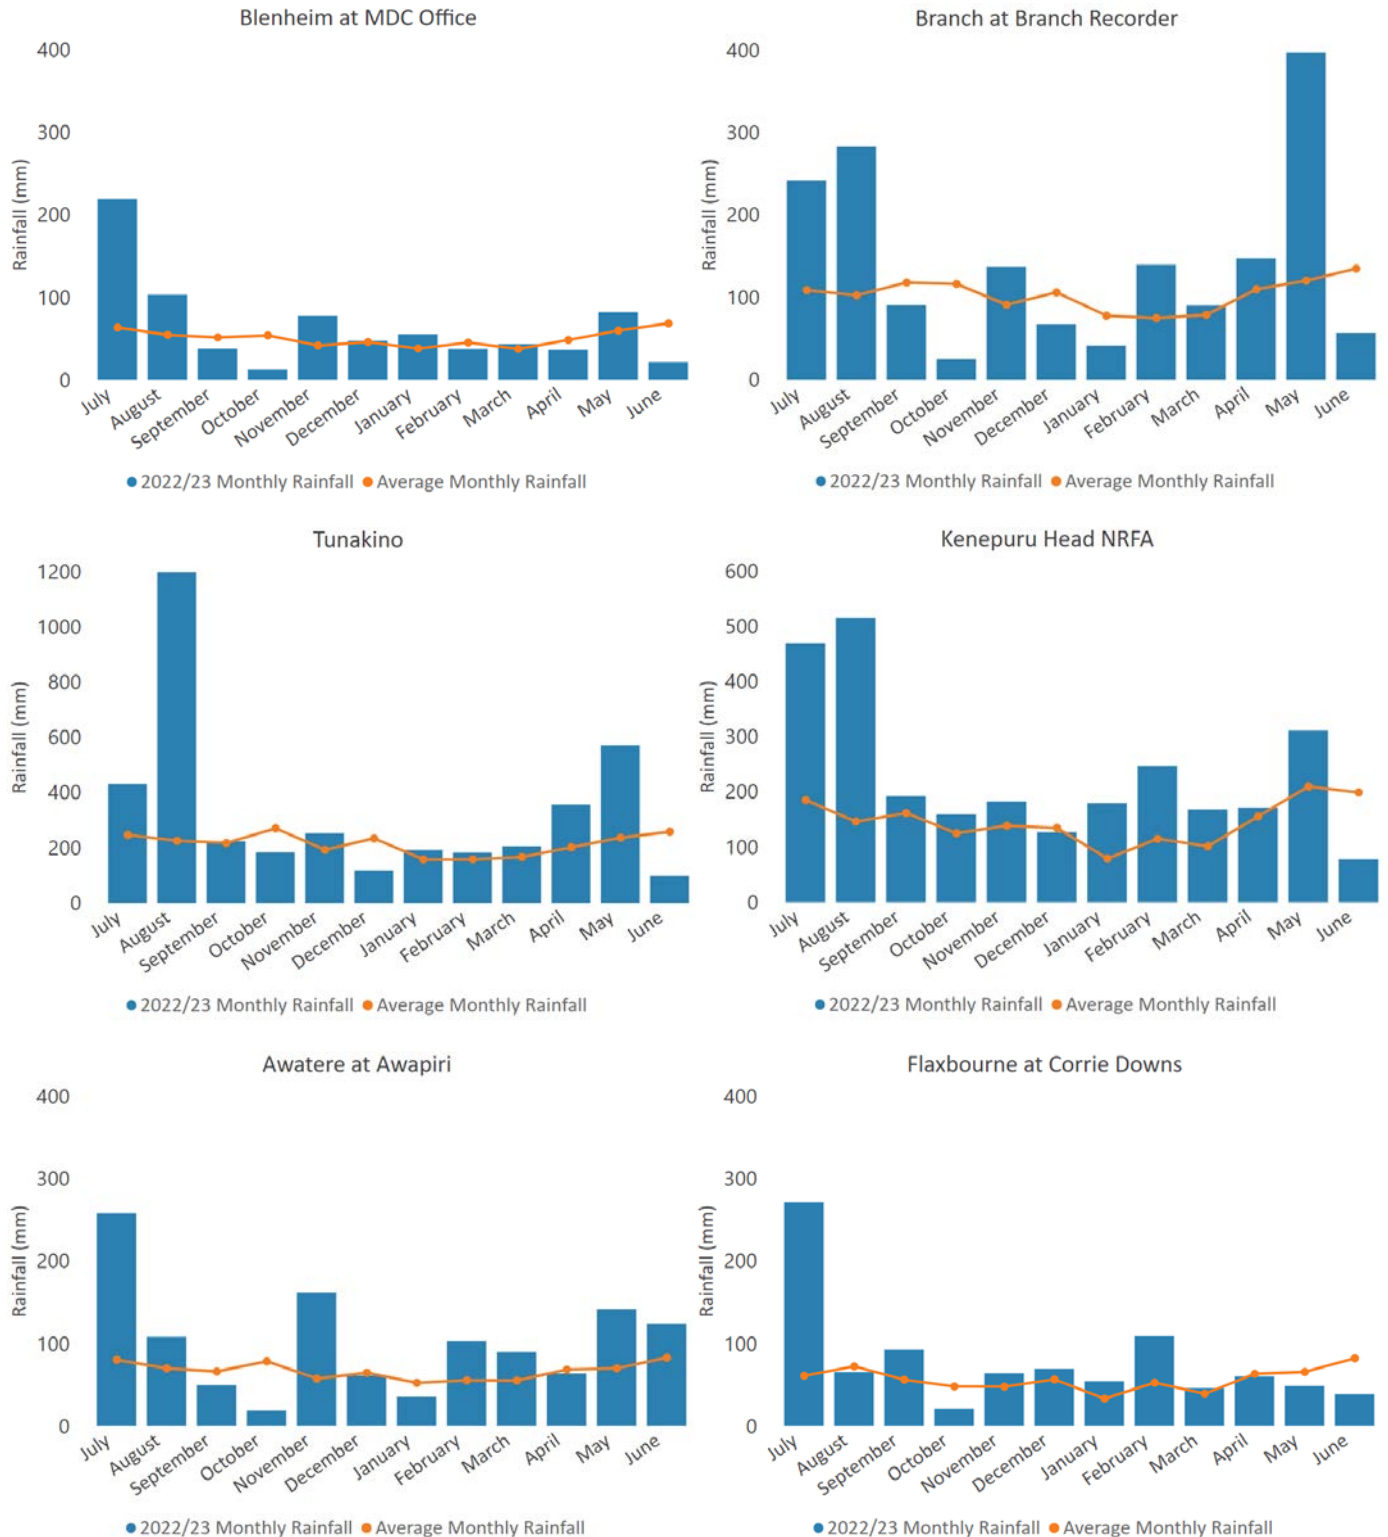 Blenheim at MDC Office
400
300
200
100
0
Rainfall (mm)
July
August
September
October
November
December
January
February
March
April
May
June
2022/23 Monthly Rainfall Average Monthly Rainfall
Branch at Branch Recorder
400
300
200
100
0
Rainfall (mm)
July
August
September
October
November
December
January
February
March
April
May
June
2022/23 Monthly Rainfall Average Monthly Rainfall
Tunakino
1200
1000
800
600
400
200
0
Rainfall (mm)
July
August
September
October
November
December
January
February
March
April
May
June
2022/23 Monthly Rainfall Average Monthly Rainfall
Kenepuru Head NRFA
600
500
400
300
200
100
0
Rainfall (mm)
July
August
September
October
November
December
January
February
March
April
May
June
2022/23 Monthly Rainfall Average Monthly Rainfall
Awatere at Awapiri
400
300
200
100
0
Rainfall (mm)
July
August
September
October
November
December
January
February
March
April
May
June
2022/23 Monthly Rainfall Average Monthly Rainfall
Flaxbourne at Corrie Downs
400
300
200
100
0
Rainfall (mm)
July
August
September
October
November
December
January
February
March
April
May
June
2022/23 Monthly Rainfall Average Monthly Rainfall